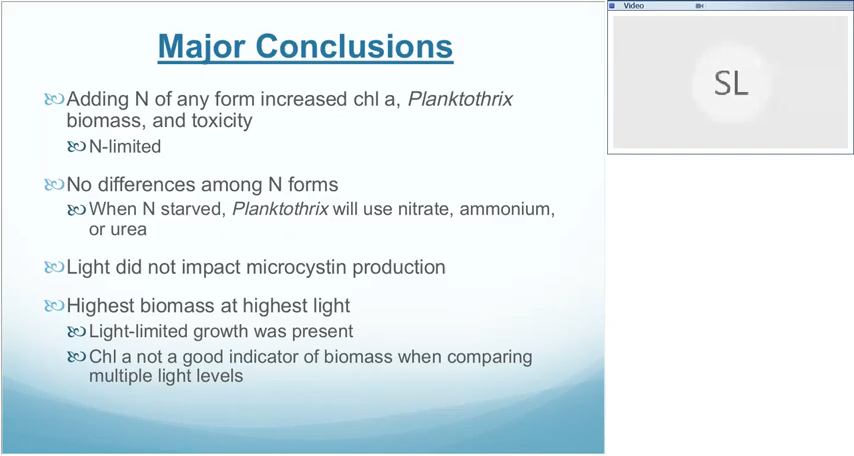 Major Conclusions
Adding N of any form increased chl a, Planktothrix
biomass, and toxicity
N-limited
No differences among N forms
When N starved, Planktothrix will use nitrate, ammonium,
or urea
Light did not impact microcystin production
Highest biomass at highest light
Light-limited growth was present
Chl a not a good indicator of biomass when comparing
multiple light levels
Video
SL